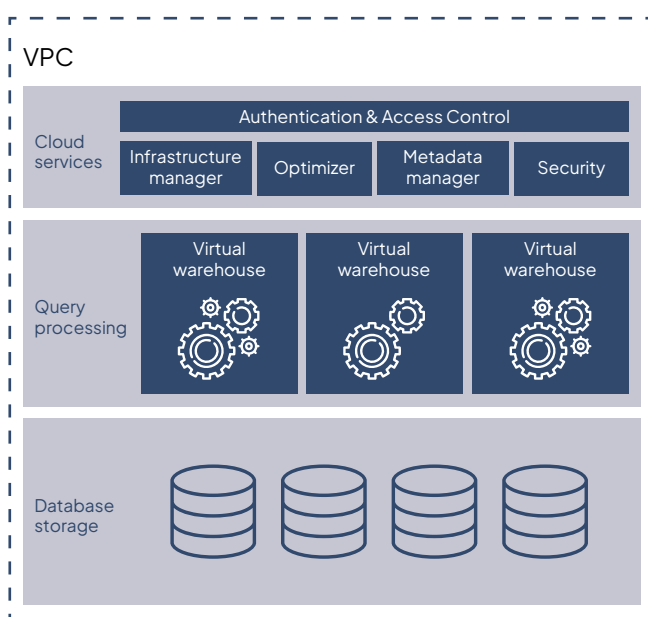 VPC
Authentication & Access Control
Cloud
services
Infrastructure
manager
Optimizer
Metadata
manager
Security
Query
processing
Virtual
warehouse
Virtual
warehouse
Virtual
warehouse
Database
storage